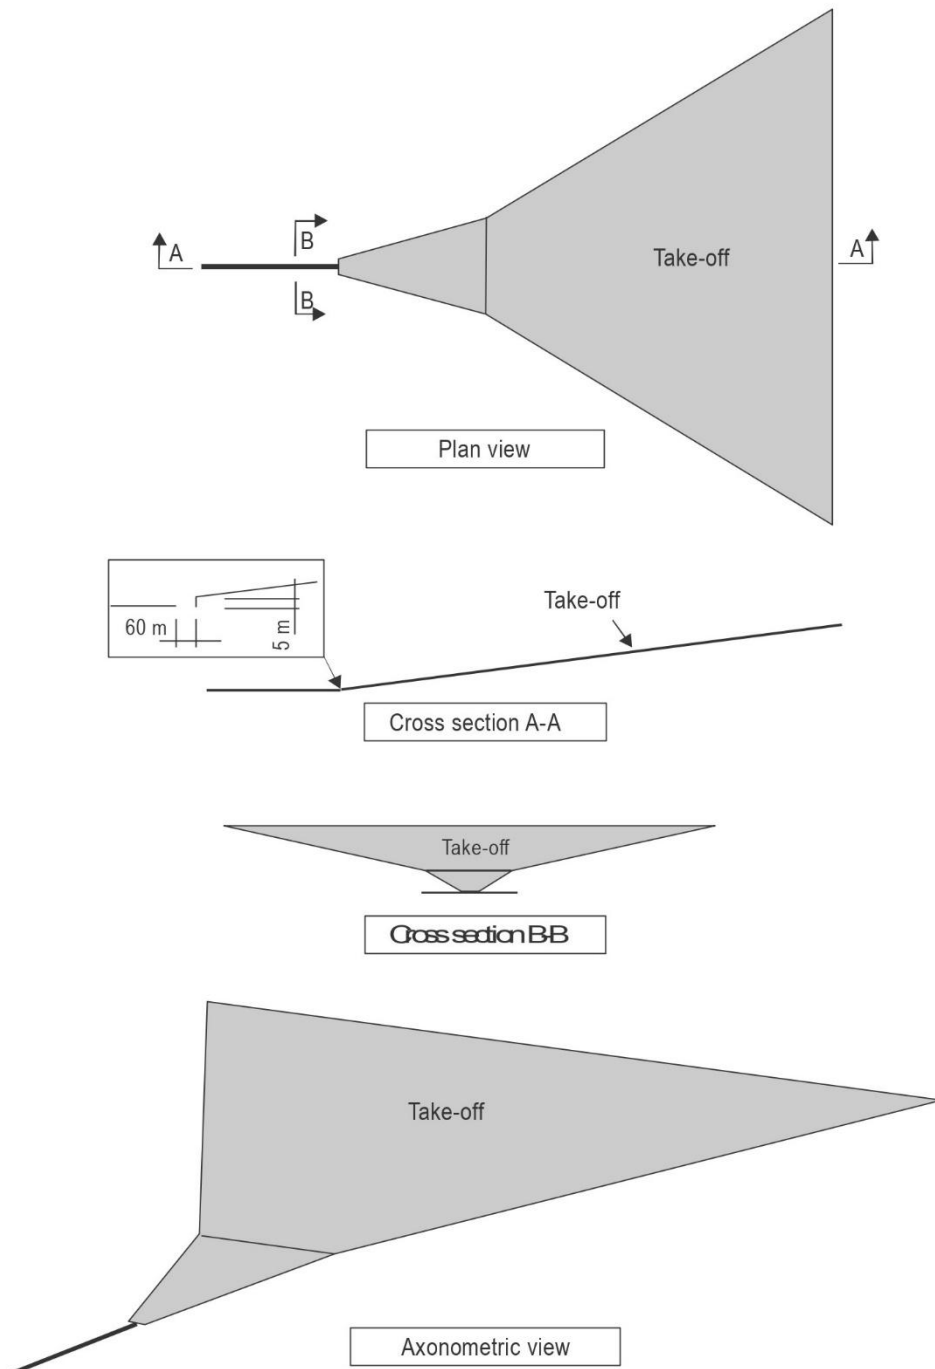 B
A
Take-off
A
B
Plan view
Take-off
60 m
5 m
Cross section A-A
Take-off
Cross section B-B
Take-off
Axonometric view